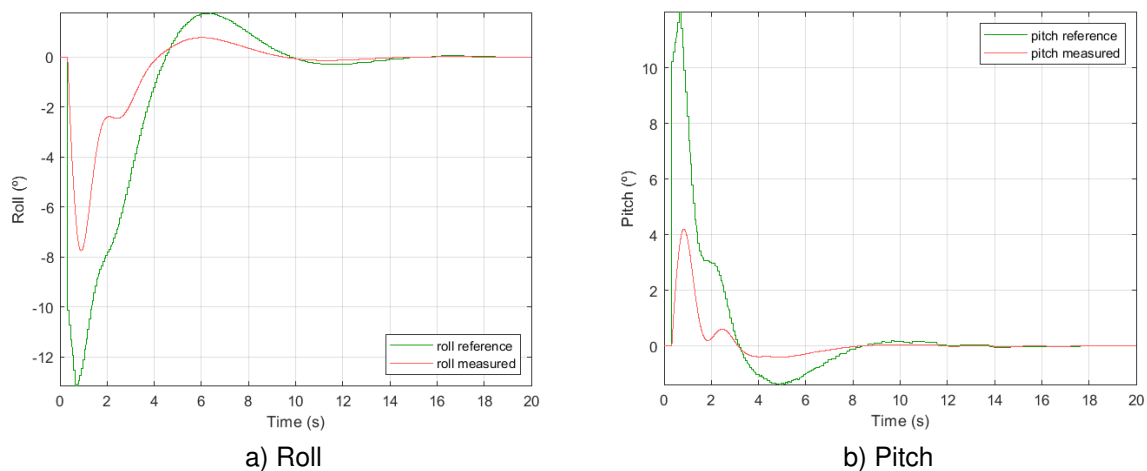 0
-2
-4
-6
-8
-10
-12
Roll (º)
0 2 4 6 8 10 12 14 16 18 20
Time (s)
roll reference
roll measured
a) Roll
10
8
6
4
2
0
Pitch (º)
0 2 4 6 8 10 12 14 16 18 20
Time (s)
pitch reference
pitch measured
b) Pitch